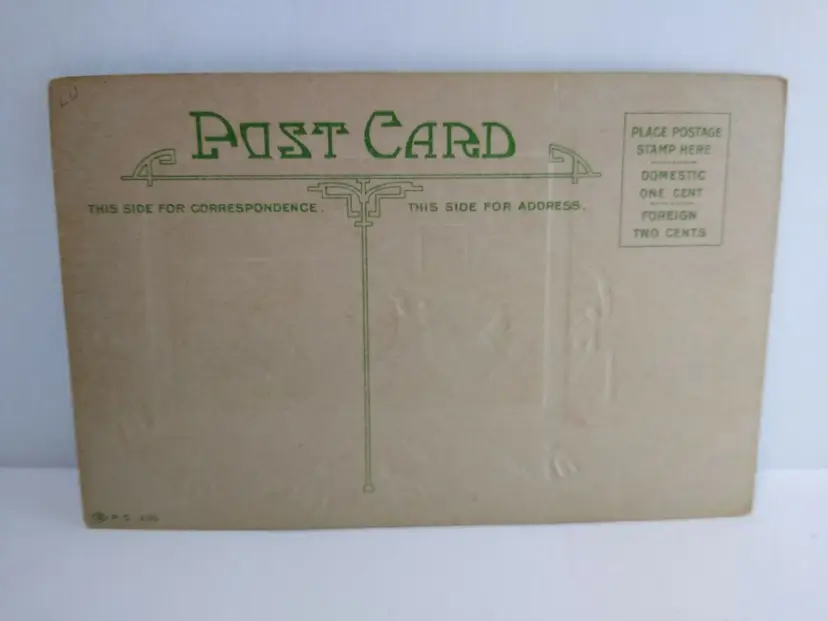 LU
POST CARD
THIS SIDE FOR CORRESPONDENCE.
THIS SIDE FOR ADDRESS.
PLACE POSTAGE
STAMP HERE
DOMESTIC
ONE CENT
FOREIGN
TWO CENTS
P S